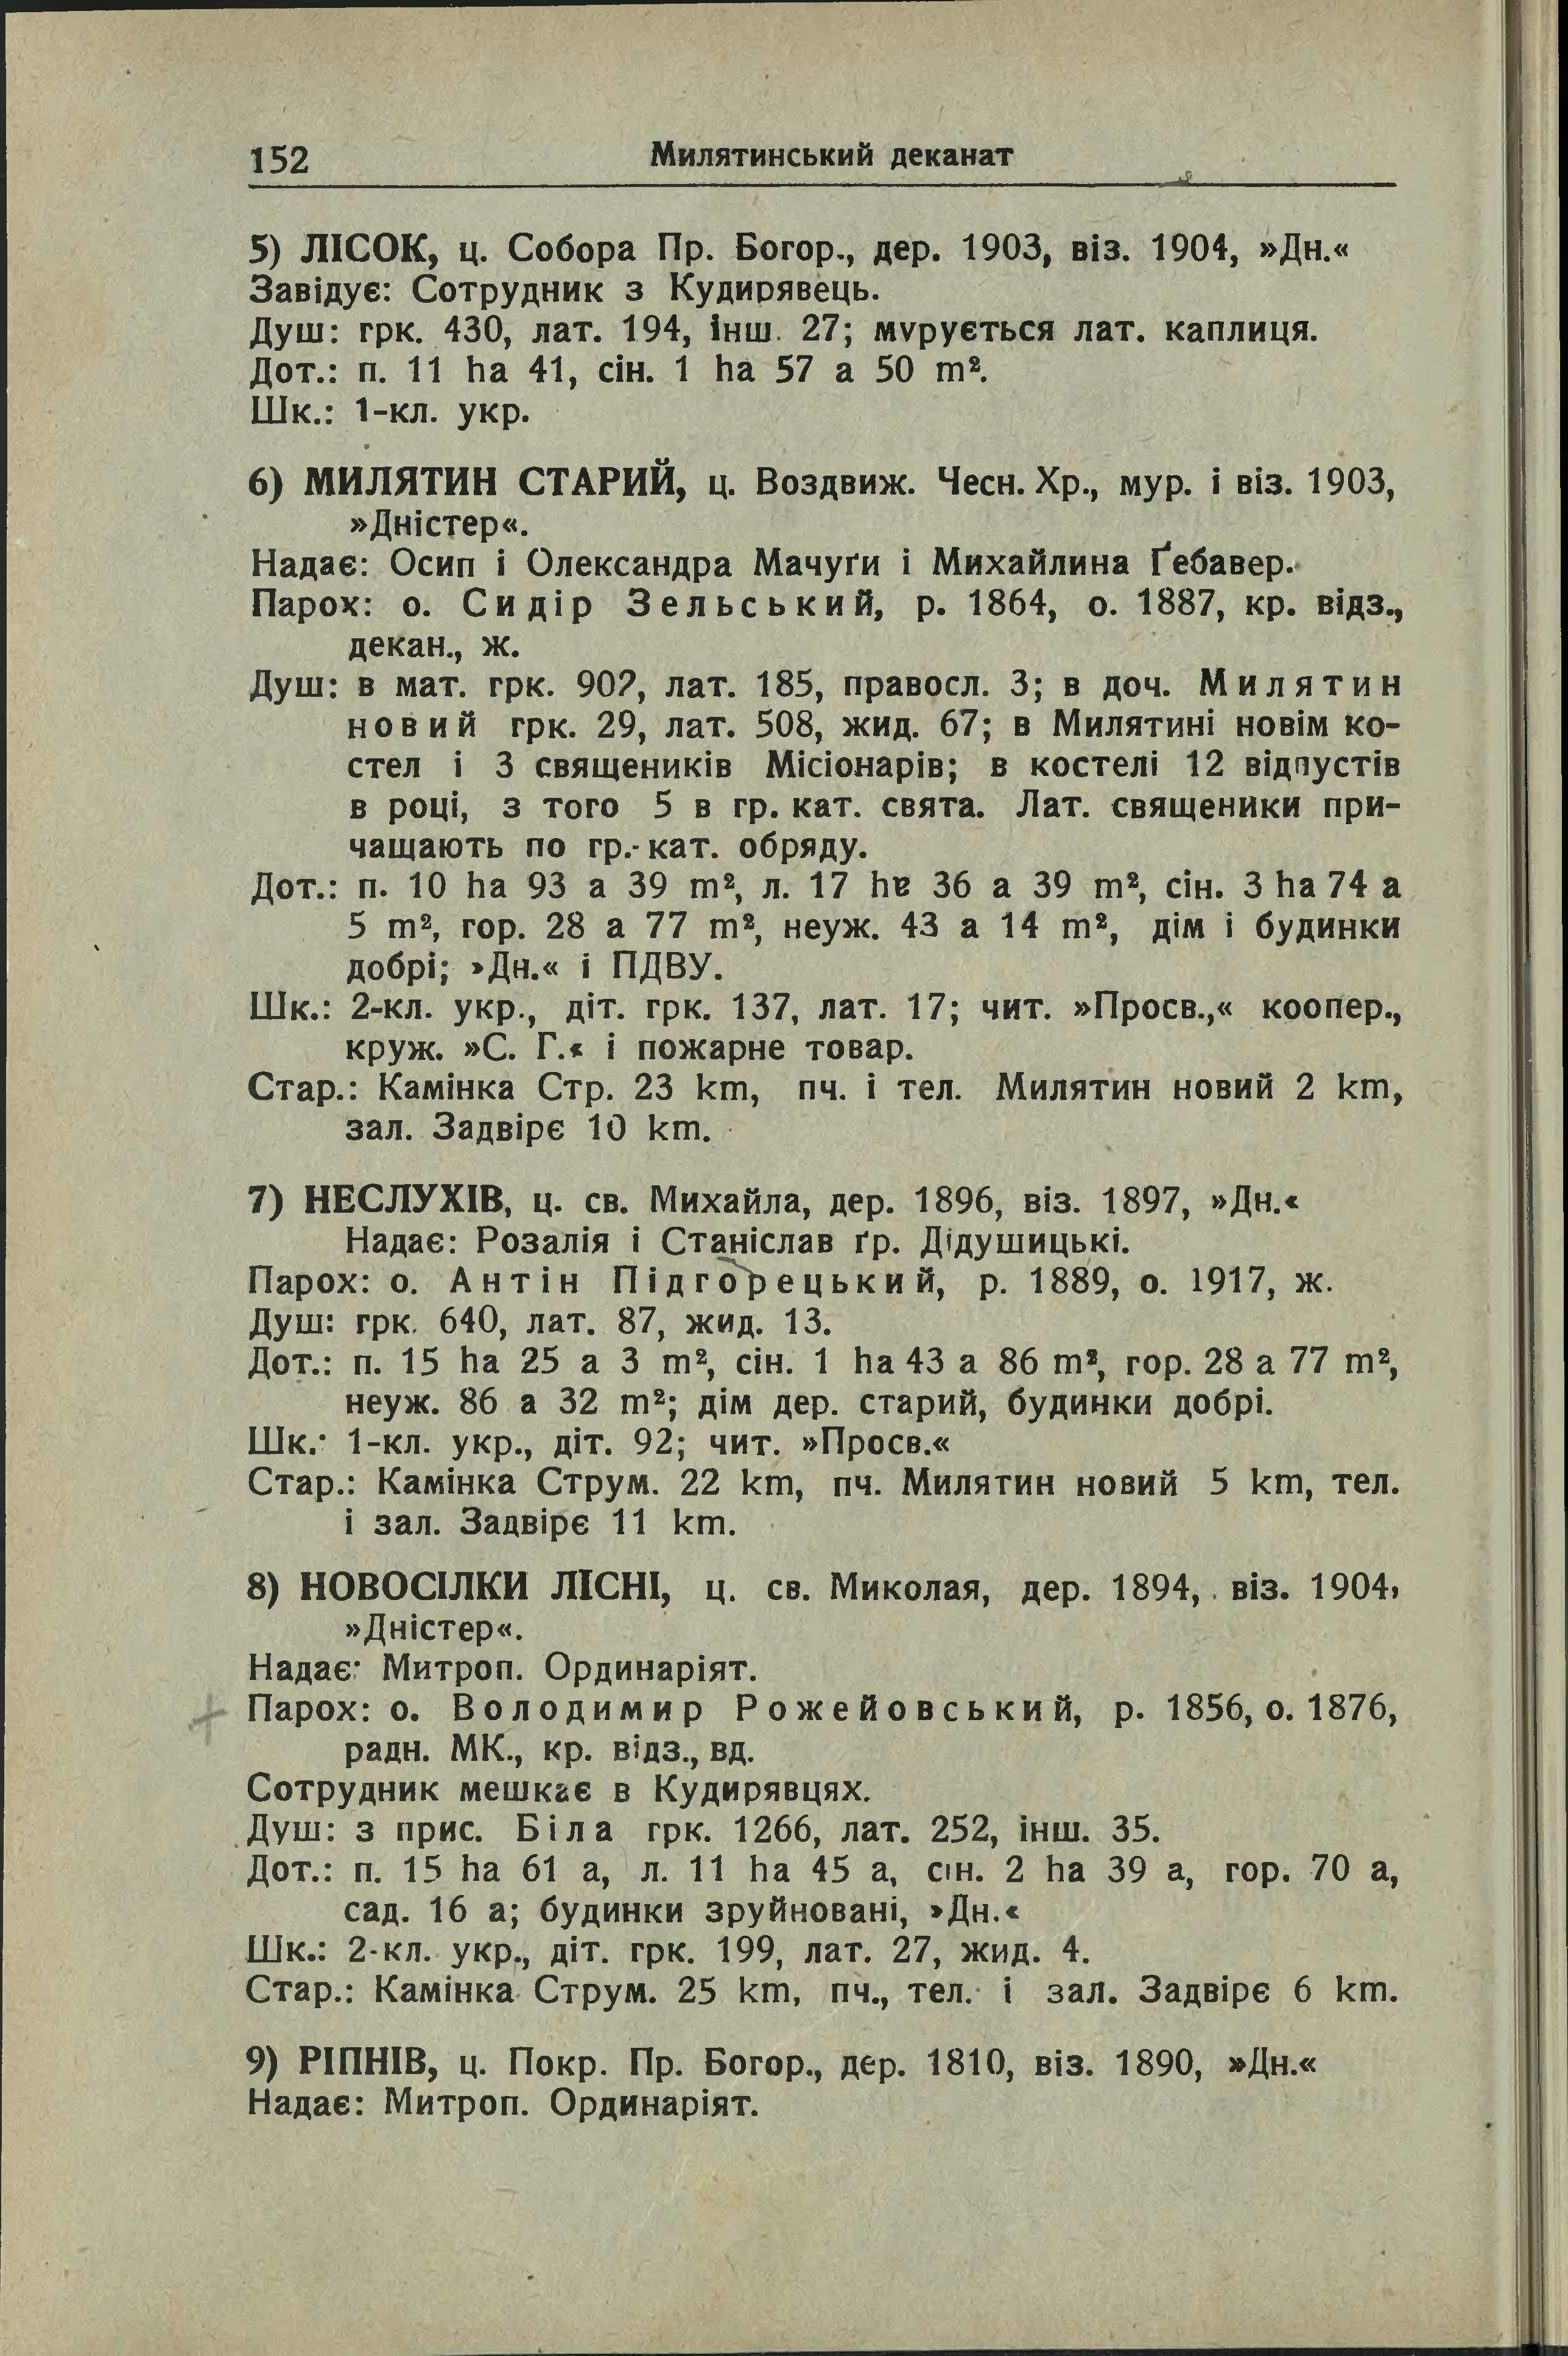 152 Милятинський деканат
5) ЛІСОК, ц. Собора Пр. Богор., дер. 1903, віз. 1904, »Дн.«
Завідує: Сотрудник з Кудирявець.
Душ: грк. 430, лат. 194, інш. 27; мурується лат. каплиця.
Дот.: п. 11 ha 41, сін. 1 ha 57 a 50 m².
Шк.: 1-кл. укр.
6) МИЛЯТИН СТАРИЙ, ц. Воздвиж. Чесн. Хр., мур. і віз. 1903,
»Дністер«.
Надає: Осип і Олександра Мачуґи і Михайлина Ґебавер.
Парох: о. Сидір Зельський, р. 1864, о. 1887, кр. відз.,
декан., ж.
Душ: в мат. грк. 90?, лат. 185, правосл. 3; в доч. Милятин
новий грк. 29, лат. 508, жид. 67; в Милятині новім ко-
стел і 3 священиків Місіонарів; в костелі 12 відпустів
в році, з того 5 в гр. кат. свята. Лат. священики при-
чащають по гр.-кат. обряду.
Дот.: п. 10 ha 93 a 39 m², л. 17 ha 36 a 39 m², сін. 3 ha 74 a
5 m², гор. 28 a 77 m², неуж. 43 a 14 m², дім і будинки
добрі; »Дн.« і ПДВУ.
Шк.: 2-кл. укр., діт. грк. 137, лат. 17; чит. »Просв.,« коопер.,
круж. »С. Г.« і пожарне товар.
Стар.: Камінка Стр. 23 km, пч. і тел. Милятин новий 2 km,
зал. Задвірє 10 km.
7) НЕСЛУХІВ, ц. св. Михайла, дер. 1896, віз. 1897, »Дн.«
Надає: Розалія і Станіслав ґр. Дідушицькі.
Парох: о. Антін Підгорецький, р. 1889, о. 1917, ж.
Душ: грк. 640, лат. 87, жид. 13.
Дот.: п. 15 ha 25 a 3 m², сін. 1 ha 43 a 86 m², гор. 28 a 77 m²,
неуж. 86 a 32 m²; дім дер. старий, будинки добрі.
Шк.: 1-кл. укр., діт. 92; чит. »Просв.«
Стар.: Камінка Струм. 22 km, пч. Милятин новий 5 km, тел.
і зал. Задвірє 11 km.
8) НОВОСІЛКИ ЛІСНІ, ц. св. Миколая, дер. 1894, віз. 1904,
»Дністер«.
Надає: Митроп. Ординаріят.
Парох: о. Володимир Рожейовський, р. 1856, о. 1876,
радн. МК., кр. відз., вд.
Сотрудник мешкає в Кудирявцях.
Душ: з прис. Біла грк. 1266, лат. 252, інш. 35.
Дот.: п. 15 ha 61 a, л. 11 ha 45 a, сін. 2 ha 39 a, гор. 70 a,
сад. 16 a; будинки зруйновані, »Дн.«
Шк.: 2-кл. укр., діт. грк. 199, лат. 27, жид. 4.
Стар.: Камінка Струм. 25 km, пч., тел. і зал. Задвірє 6 km.
9) РІПНІВ, ц. Покр. Пр. Богор., дер. 1810, віз. 1890, »Дн.«
Надає: Митроп. Ординаріят.